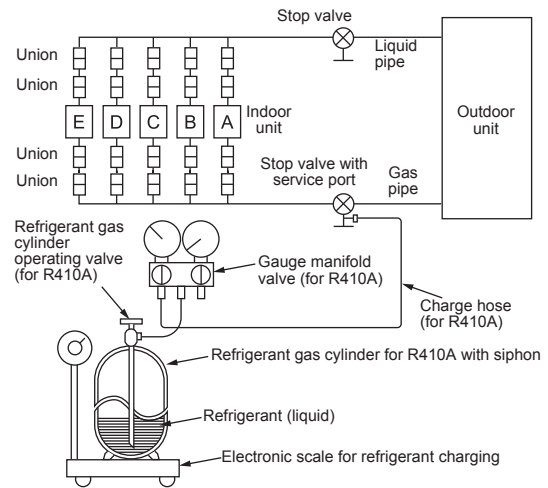 Stop valve
Union
Liquid
pipe
Union
E D C B A
Indoor
unit
Outdoor
unit
Union
Stop valve with
service port
Gas
pipe
Union
Refrigerant gas
cylinder
operating valve
(for R410A)
Gauge manifold
valve (for R410A)
Charge hose
(for R410A)
Refrigerant gas cylinder for R410A with siphon
Refrigerant (liquid)
Electronic scale for refrigerant charging